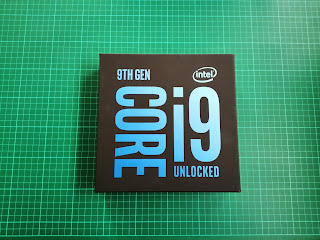 9TH GEN
intel
CORE
i9
UNLOCKED